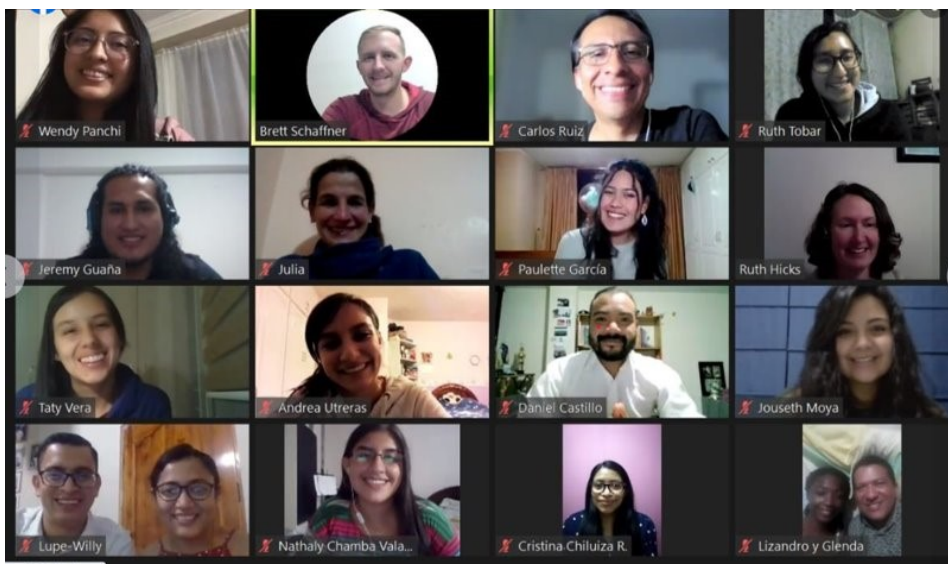 Wendy Panchi
Brett Schaffner
Carlos Ruiz
Ruth Tobar
Jeremy Guaña
Julia
Paulette García
Ruth Hicks
Taty Vera
Andrea Utreras
Daniel Castillo
Jouseth Moya
Lupe-Willy
Nathaly Chamba Vala...
Cristina Chiluiza R.
Lizandro y Glenda